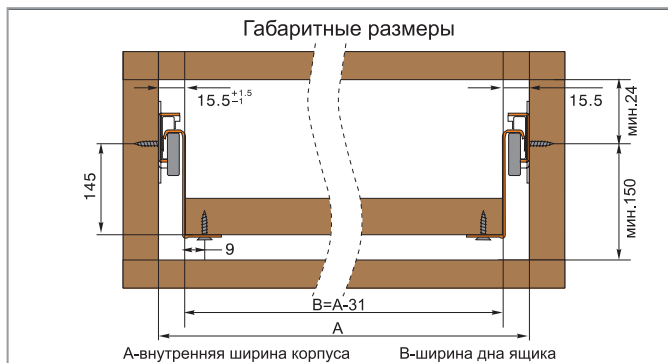 Габаритные размеры
15.5 +1.5 −1
15.5
мин.24
145
мин.150
9
B=A-31
A
А-внутренняя ширина корпуса
В-ширина дна ящика